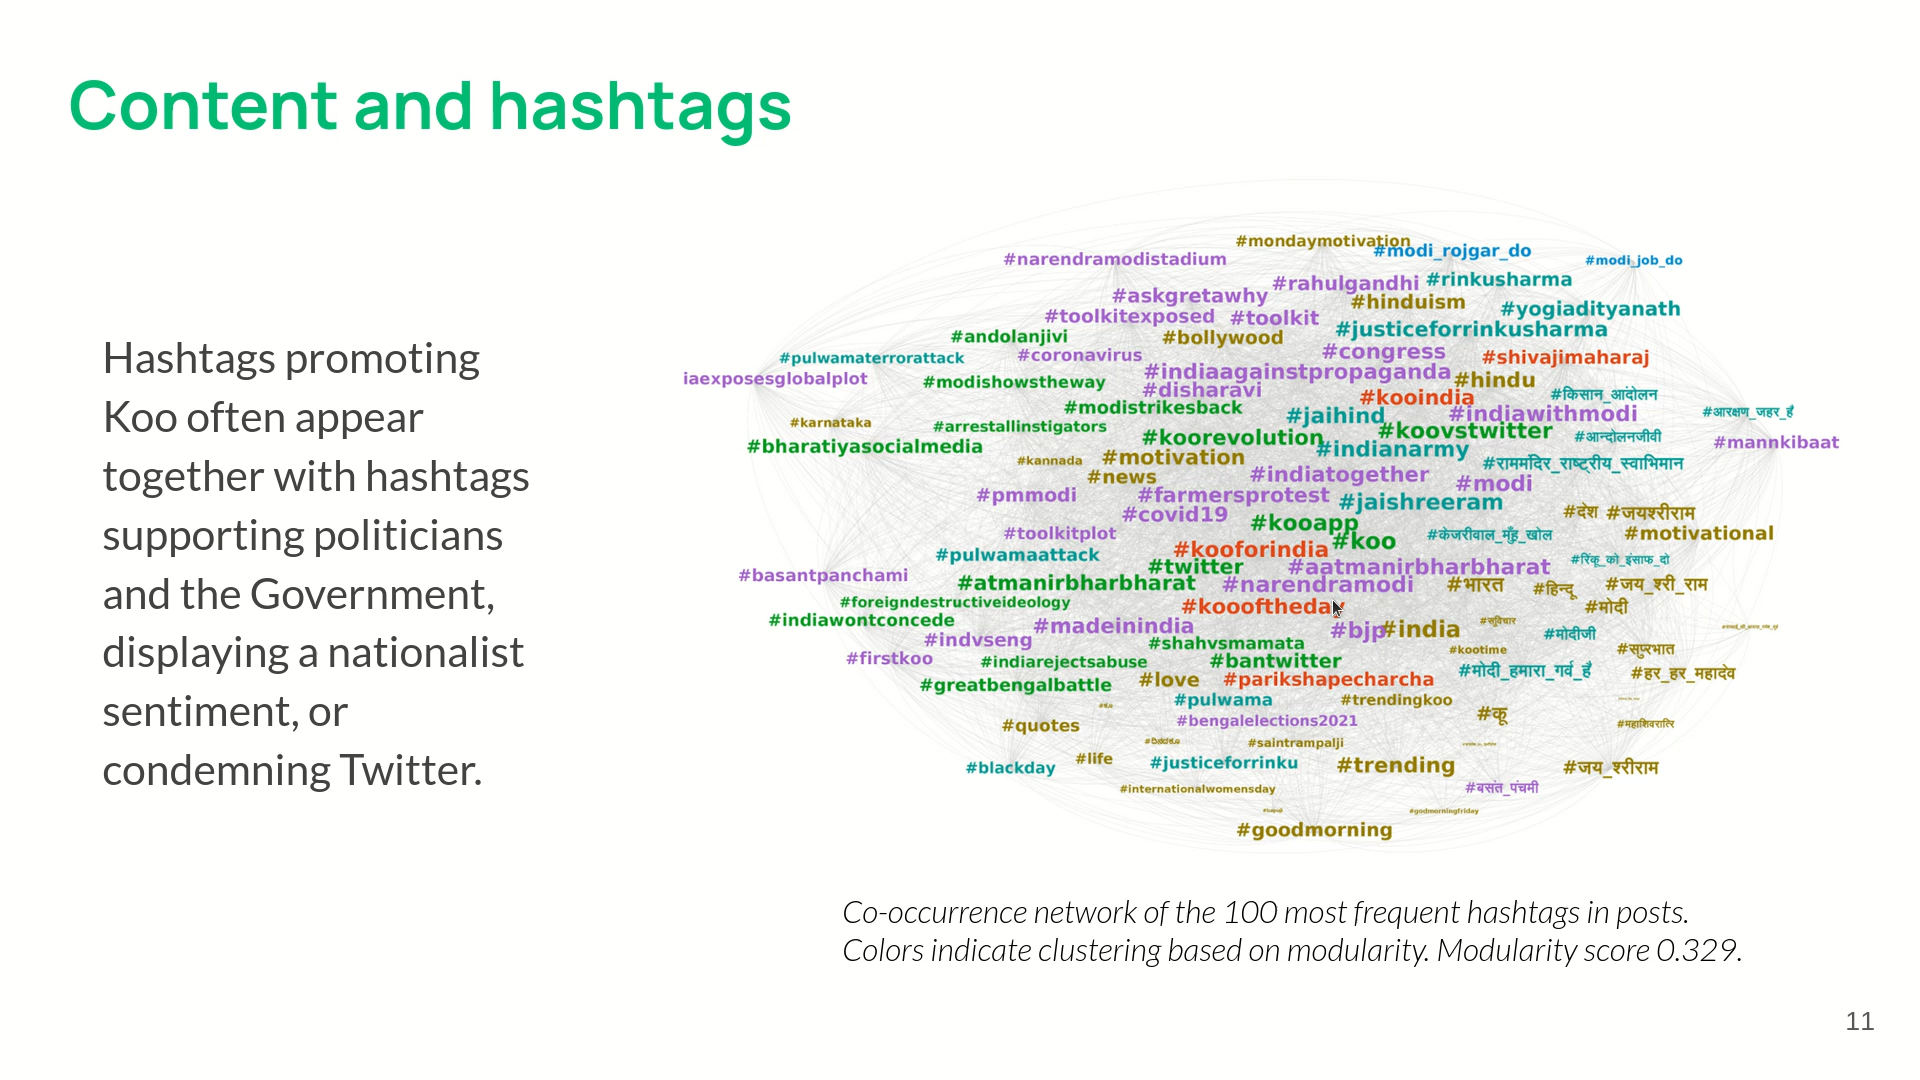 Content and hashtags
Hashtags promoting
Koo often appear
together with hashtags
supporting politicians
and the Government,
displaying a nationalist
sentiment, or
condemning Twitter.
#mondaymotivation
#modi_rojgar_do
#narendramodistadium
#modi_job_do
#rahulgandhi #rinkusharma
#askgretawhy
#hinduism
#yogiadityanath
#toolkitexposed #toolkit
#justiceforrinkusharma
#andolanjivi
#bollywood
#pulwamaterrorattack
#coronavirus
#congress
#shivajimaharaj
iaexposesglobalplot
#modishowstheway
#indiaagainstpropaganda
#hindu
#disharavi
#kooindia
#किसान_आंदोलन
#modistrikesback
#jaihind
#indiawithmodi
#आरक्षण_जहर_है
#karnataka
#arrestallinstigators
#koovstwitter
#bharatiyasocialmedia
#koorevolution
#आन्दोलनजीवी
#mannkibaat
#indianarmy
#kannada
#motivation
#राममंदिर_राष्ट्रीय_स्वाभिमान
#news
#indiatogether
#modi
#pmmodi
#farmersprotest
#jaishreeram
#covid19
#देश #जयश्रीराम
#kooapp
#toolkitplot
#koo
#केजरीवाल_मुँह_खोल
#motivational
#pulwamaattack
#kooforindia
#रिंकू_को_इंसाफ_दो
#twitter
#aatmanirbharbharat
#basantpanchami
#atmanirbharbharat
#narendramodi
#भारत
#हिन्दू
#जय_श्री_राम
#foreigndestructiveideology
#koooftheday
#मोदी
#indiawontconcede
#madeinindia
#bjp
#india
#सुविचार
#मोदीजी
#indvseng
#shahvsmamata
#kootime
#सुप्रभात
#firstkoo
#indiarejectsabuse
#bantwitter
#मोदी_हमारा_गर्व_है
#हर_हर_महादेव
#greatbengalbattle
#love
#parikshapecharcha
#pulwama
#trendingkoo
#quotes
#bengalelections2021
#कू
#महाशिवरात्रि
#saintrampalji
#blackday
#life
#justiceforrinku
#trending
#जय_श्रीराम
#internationalwomensday
#बसंत_पंचमी
#godmorningfriday
#goodmorning
Co-occurrence network of the 100 most frequent hashtags in posts.
Colors indicate clustering based on modularity. Modularity score 0.329.
11